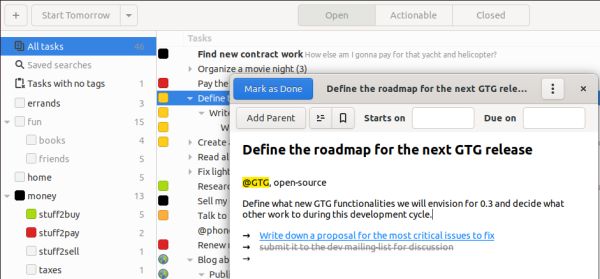 Start Tomorrow
Open
Actionable
Closed
All tasks 46
Saved searches
Tasks with no tags 1
errands 3
fun 13
books 4
friends 5
home 3
money 13
stuff2buy 5
stuff2pay 2
stuff2sell 1
taxes 1
Tasks
Find new contract work How else am I gonna pay for that yacht and helicopter?
Organize a movie night (3)
Pay the
Define t
Write
W
Create a
Read al
Fix light
Researc
Sell my
Talk to
@phon
Renew
Blog ab
Publi
Mark as Done
Define the roadmap for the next GTG rele...
Add Parent
Starts on
Due on
Define the roadmap for the next GTG release
@GTG, open-source
Define what new GTG functionalities we will envision for 0.3 and decide what
other work to during this development cycle.
→ Write down a proposal for the most critical issues to fix
→ submit it to the dev mailing-list for discussion
→